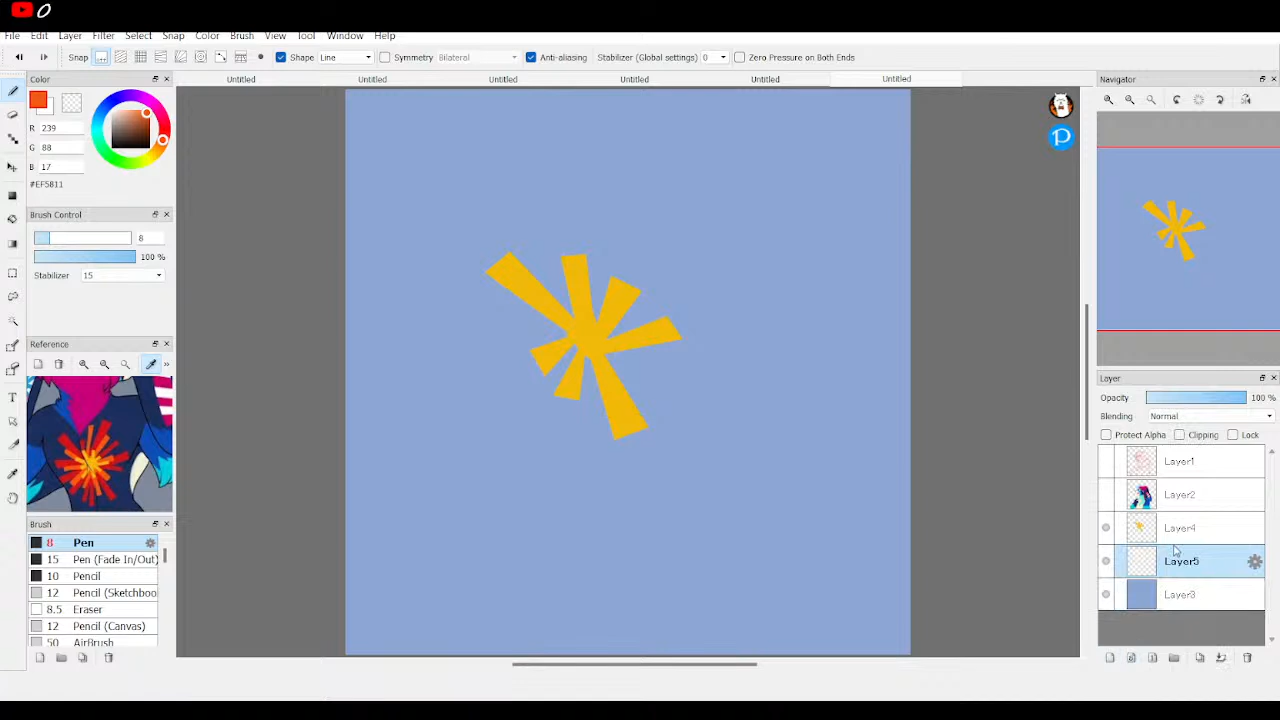 0
File Edit Layer Filter Select Snap Color Brush View Tool Window Help
Snap Shape Line Symmetry Bilateral Anti-aliasing Stabilizer (Global settings) 0 Zero Pressure on Both Ends
Untitled Untitled Untitled Untitled Untitled Untitled
Color
R 239
G 88
B 17
#EF5811
Brush Control
8
100 %
Stabilizer 15
Reference
Brush
8 Pen
15 Pen (Fade In/Out)
10 Pencil
12 Pencil (Sketchboo
8.5 Eraser
12 Pencil (Canvas)
50 AirBrush
Navigator
Layer
Opacity 100 %
Blending Normal
Protect Alpha Clipping Lock
Layer1
Layer2
Layer4
Layer5
Layer3